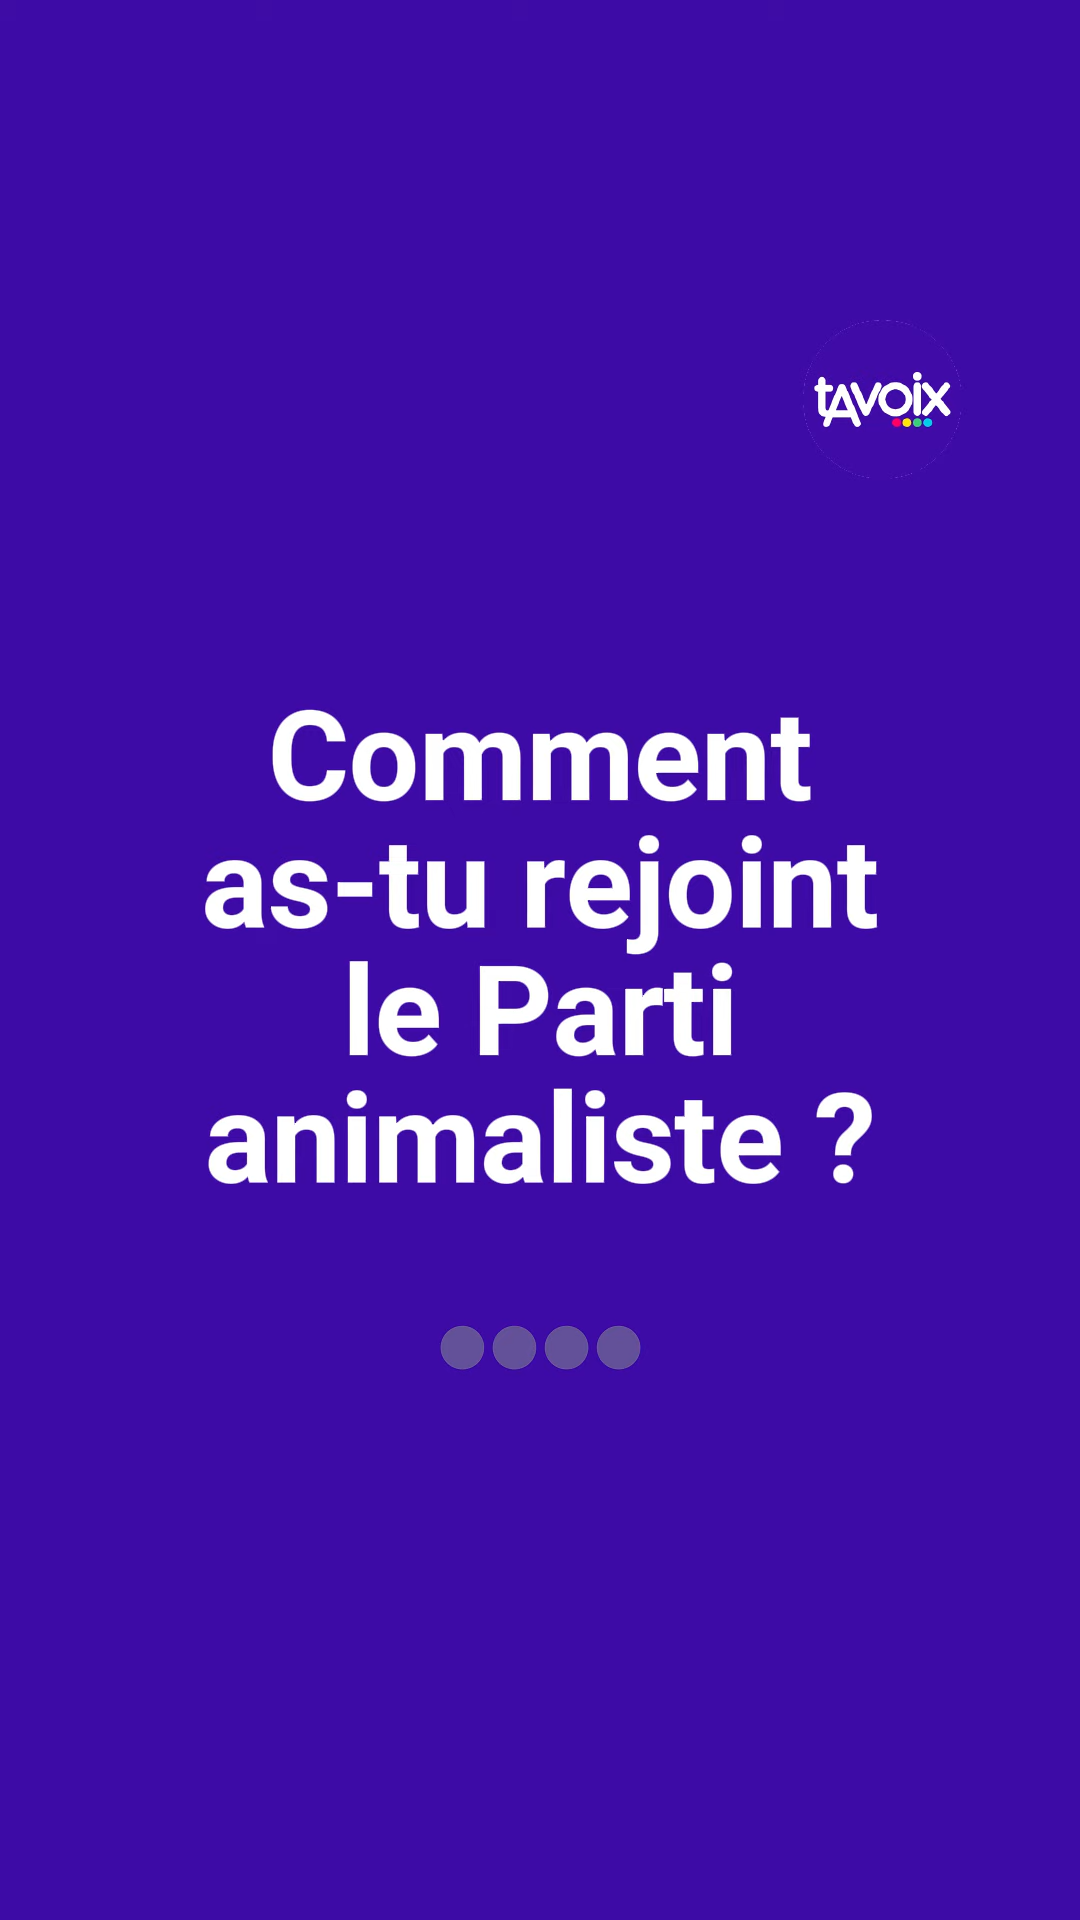 tAvoix
Comment
as-tu rejoint
le Parti
animaliste ?